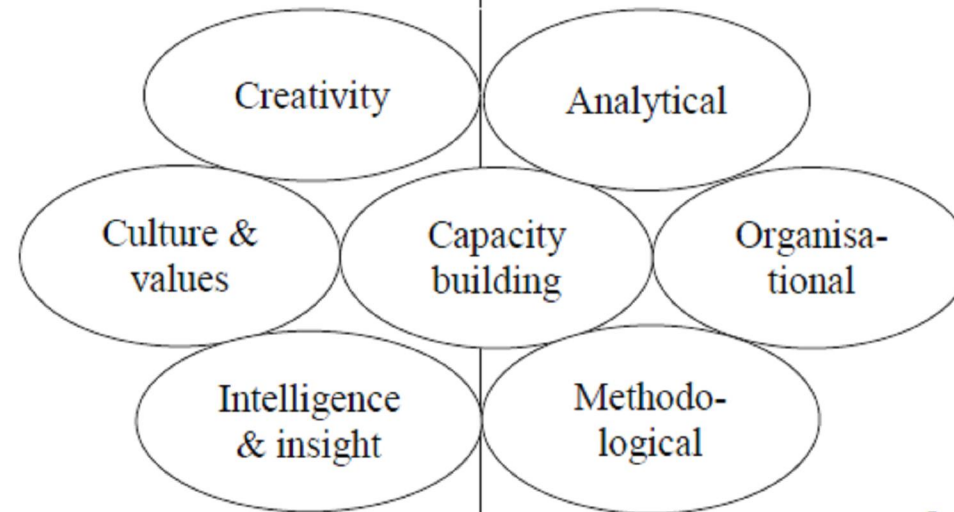 Creativity
Analytical
Culture &
values
Capacity
building
Organisa-
tional
Intelligence
& insight
Methodo-
logical